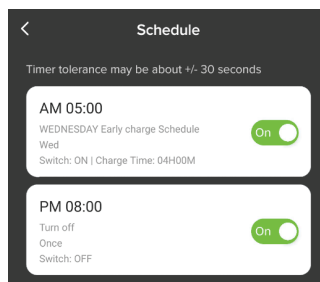 Schedule
Timer tolerance may be about +/- 30 seconds
AM 05:00
WEDNESDAY Early charge Schedule
On
Wed
Switch: ON | Charge Time: 04H00M
PM 08:00
Turn off
On
Once
Switch: OFF